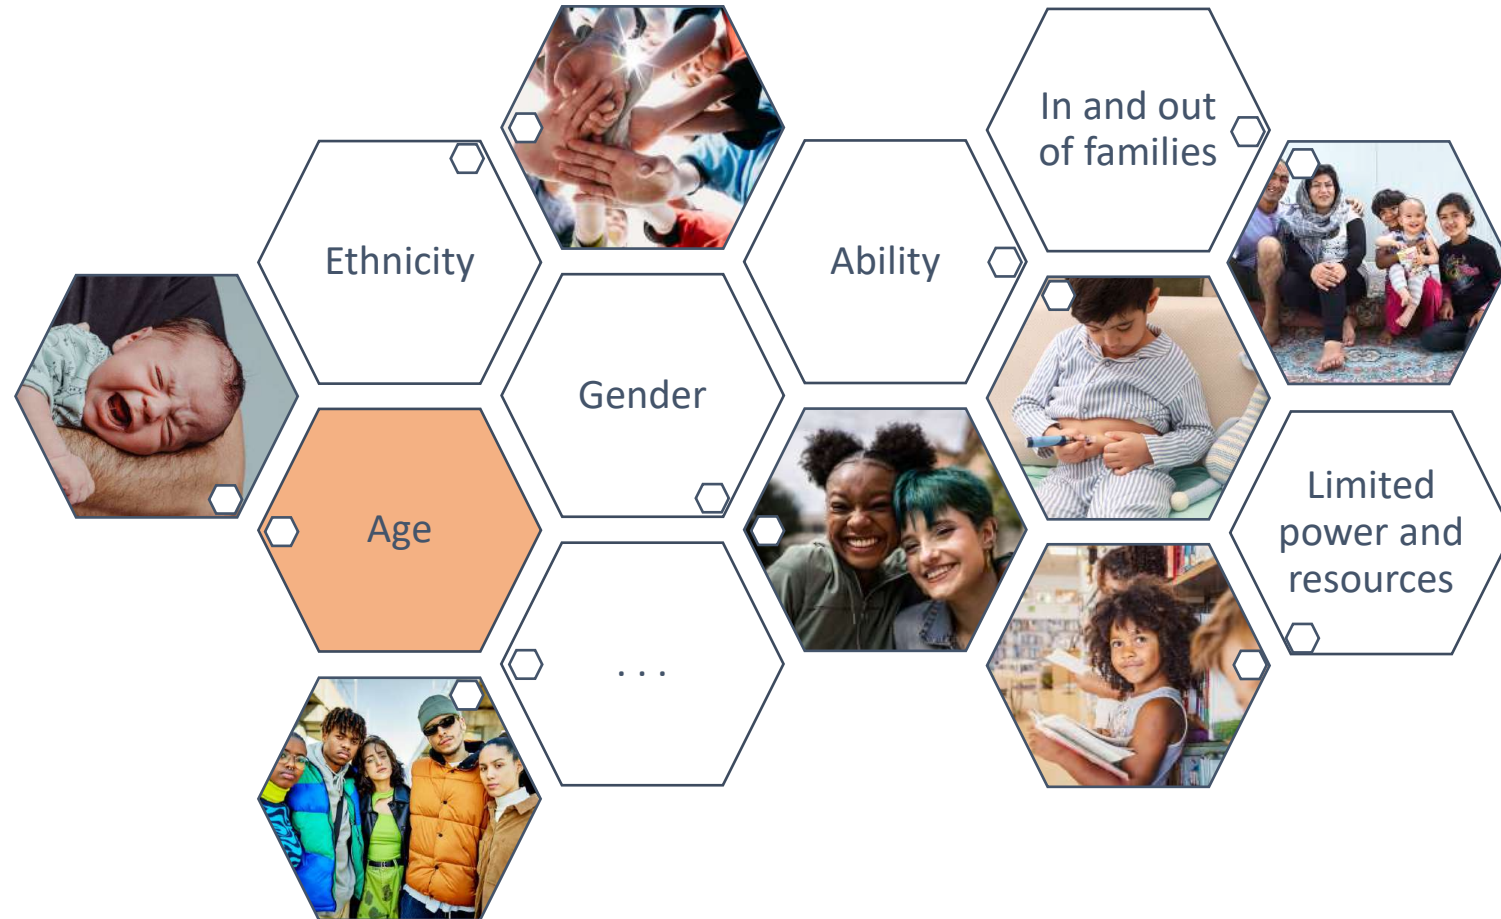 In and out
of families
Ethnicity
Ability
Gender
Age
Limited
power and
resources
. . .